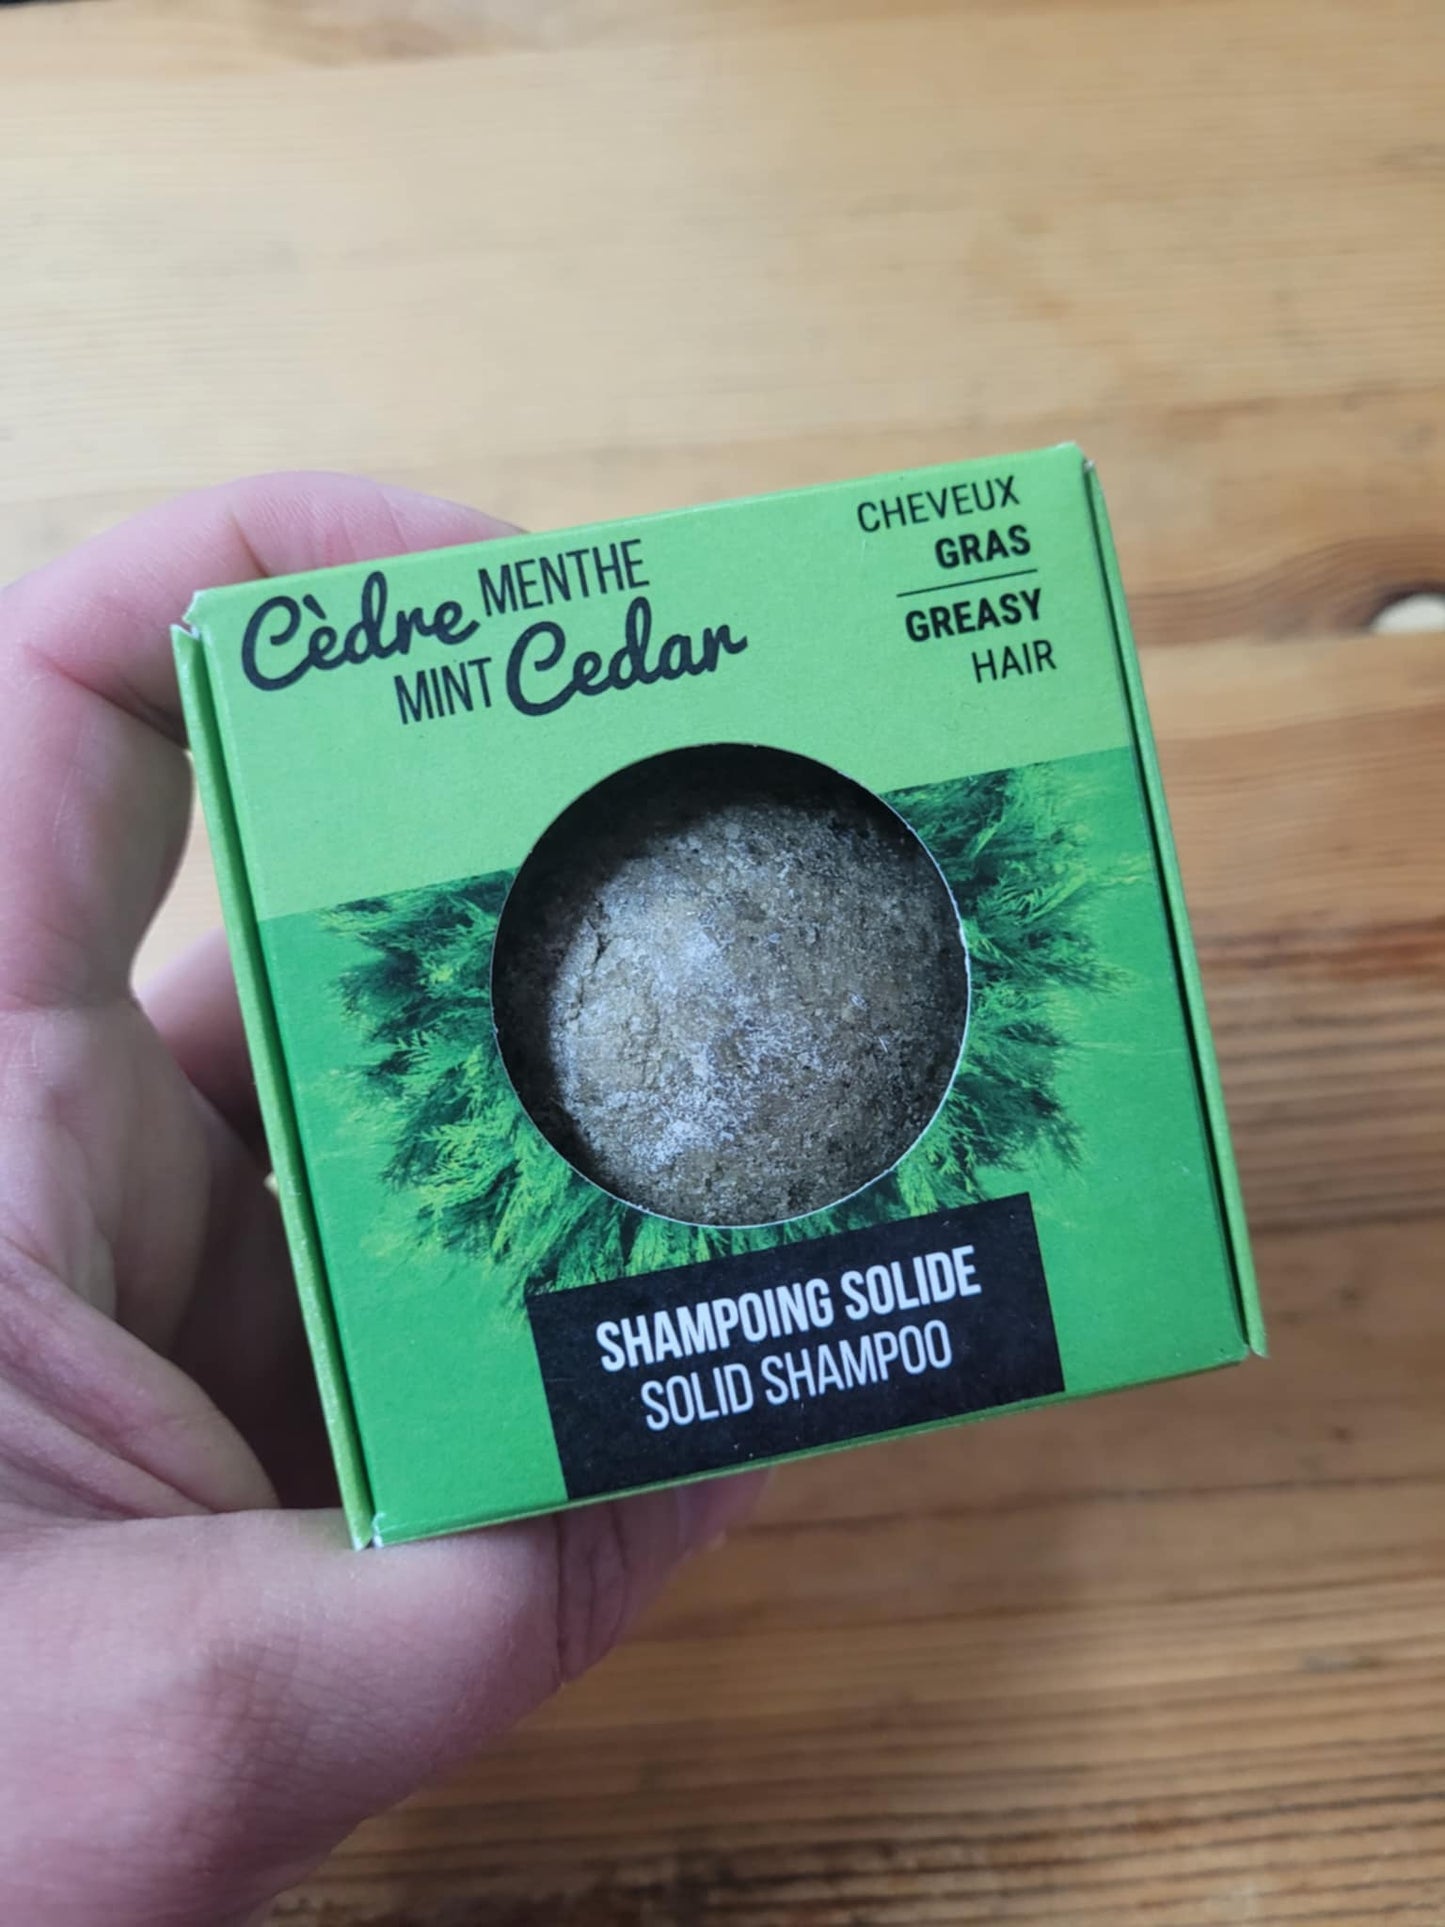 Cèdre MENTHE
MINT Cedar
CHEVEUX
GRAS
GREASY
HAIR
SHAMPOING SOLIDE
SOLID SHAMPOO